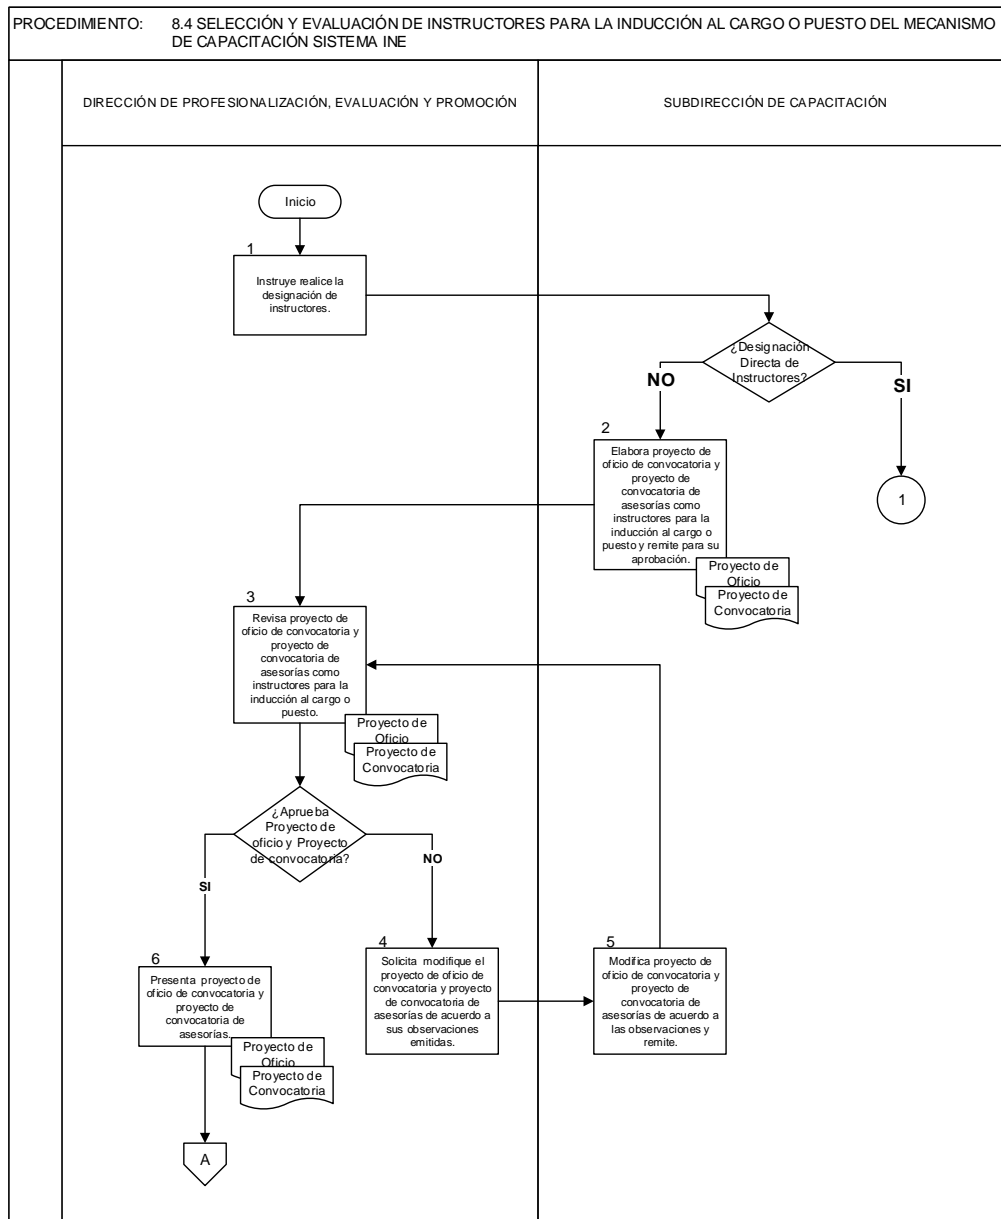 PROCEDIMIENTO: 8.4 SELECCIÓN Y EVALUACIÓN DE INSTRUCTORES PARA LA INDUCCIÓN AL CARGO O PUESTO DEL MECANISMO
DE CAPACITACIÓN SISTEMA INE
DIRECCIÓN DE PROFESIONALIZACIÓN, EVALUACIÓN Y PROMOCIÓN
SUBDIRECCIÓN DE CAPACITACIÓN
Inicio
1
Instruye realice la
designación de
instructores.
¿Designación
Directa de
Instructores?
NO
SI
1
2
Elabora proyecto de
oficio de convocatoria y
proyecto de
convocatoria de
asesorías como
instructores para la
inducción al cargo o
puesto y remite para su
aprobación.
Proyecto de
Oficio
Proyecto de
Convocatoria
3
Revisa proyecto de
oficio de convocatoria y
proyecto de
convocatoria de
asesorías como
instructores para la
inducción al cargo o
puesto.
Proyecto de
Oficio
Proyecto de
Convocatoria
¿Aprueba
Proyecto de
oficio y Proyecto
de convocatoria?
SI
NO
4
Solicita modifique el
proyecto de oficio de
convocatoria y proyecto
de convocatoria de
asesorías de acuerdo a
sus observaciones
emitidas.
5
Modifica proyecto de
oficio de convocatoria y
proyecto de
convocatoria de
asesorías de acuerdo a
las observaciones y
remite.
6
Presenta proyecto de
oficio de convocatoria y
proyecto de
convocatoria de
asesorías.
Proyecto de
Oficio
Proyecto de
Convocatoria
A